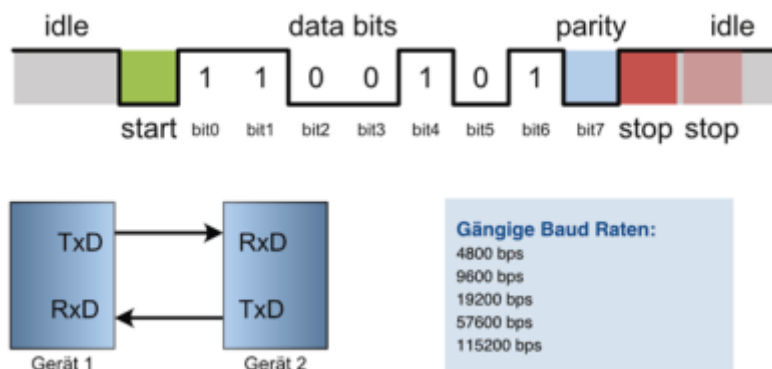 idle data bits parity idle
1 1 0 0 1 0 1
start bit0 bit1 bit2 bit3 bit4 bit5 bit6 bit7 stop stop
TxD RxD
RxD TxD
Gerät 1 Gerät 2
Gängige Baud Raten:
4800 bps
9600 bps
19200 bps
57600 bps
115200 bps